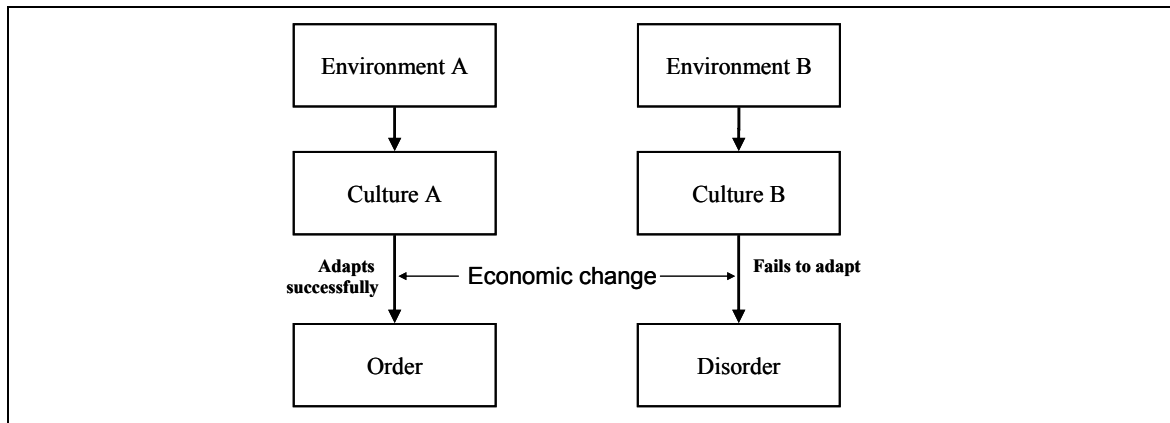 Environment A
Environment B
Culture A
Culture B
Adapts
successfully
Economic change
Fails to adapt
Order
Disorder